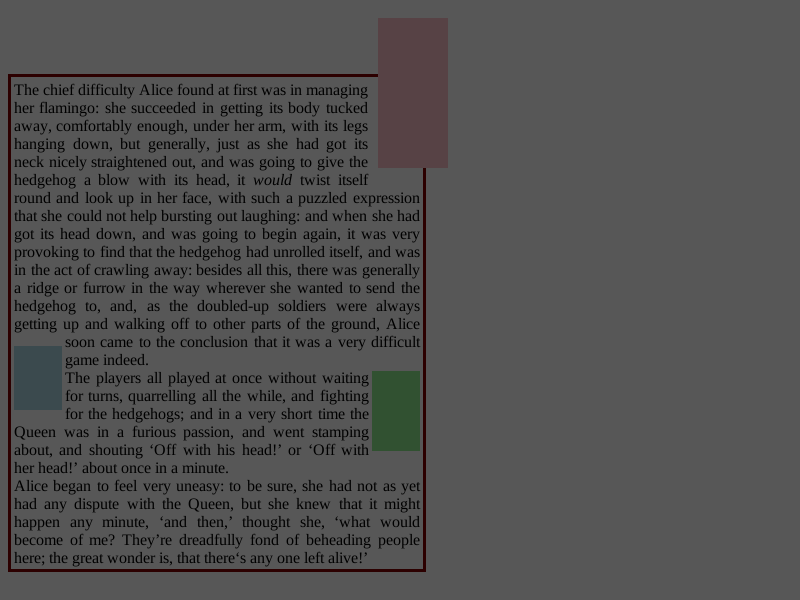 The chief difficulty Alice found at first was in managing
her flamingo: she succeeded in getting its body tucked
away, comfortably enough, under her arm, with its legs
hanging down, but generally, just as she had got its
neck nicely straightened out, and was going to give the
hedgehog a blow with its head, it would twist itself
round and look up in her face, with such a puzzled expression
that she could not help bursting out laughing: and when she had
got its head down, and was going to begin again, it was very
provoking to find that the hedgehog had unrolled itself, and was
in the act of crawling away: besides all this, there was generally
a ridge or furrow in the way wherever she wanted to send the
hedgehog to, and, as the doubled-up soldiers were always
getting up and walking off to other parts of the ground, Alice
soon came to the conclusion that it was a very difficult
game indeed.
The players all played at once without waiting
for turns, quarrelling all the while, and fighting
for the hedgehogs; and in a very short time the
Queen was in a furious passion, and went stamping
about, and shouting ‘Off with his head!’ or ‘Off with
her head!’ about once in a minute.
Alice began to feel very uneasy: to be sure, she had not as yet
had any dispute with the Queen, but she knew that it might
happen any minute, ‘and then,’ thought she, ‘what would
become of me? They’re dreadfully fond of beheading people
here; the great wonder is, that there‘s any one left alive!’